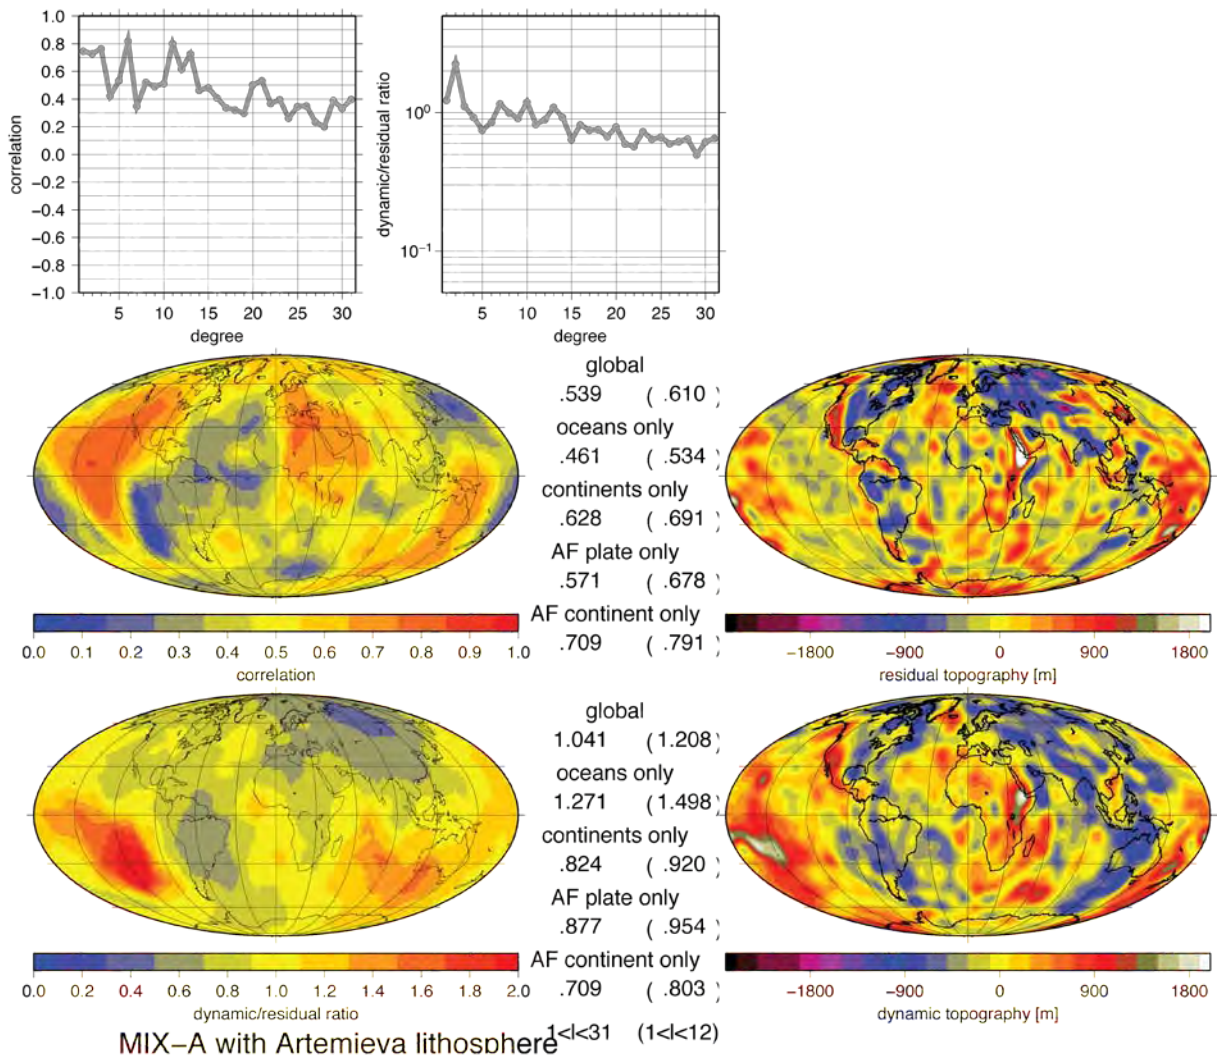 1.0
0.8
0.6
0.4
0.2
0.0
−0.2
−0.4
−0.6
−0.8
−1.0
correlation
5 10 15 20 25 30
degree
10⁰
10⁻¹
dynamic/residual ratio
5 10 15 20 25 30
degree
global
.539 ( .610 )
oceans only
.461 ( .534 )
continents only
.628 ( .691 )
AF plate only
.571 ( .678 )
AF continent only
.709 ( .791 )
0.0 0.1 0.2 0.3 0.4 0.5 0.6 0.7 0.8 0.9 1.0
correlation
−1800 −900 0 900 1800
residual topography [m]
global
1.041 ( 1.208 )
oceans only
1.271 ( 1.498 )
continents only
.824 ( .920 )
AF plate only
.877 ( .954 )
AF continent only
.709 ( .803 )
0.0 0.2 0.4 0.6 0.8 1.0 1.2 1.4 1.6 1.8 2.0
dynamic/residual ratio
−1800 −900 0 900 1800
dynamic topography [m]
1<l<31 (1<l<12)
MIX−A with Artemieva lithosphere